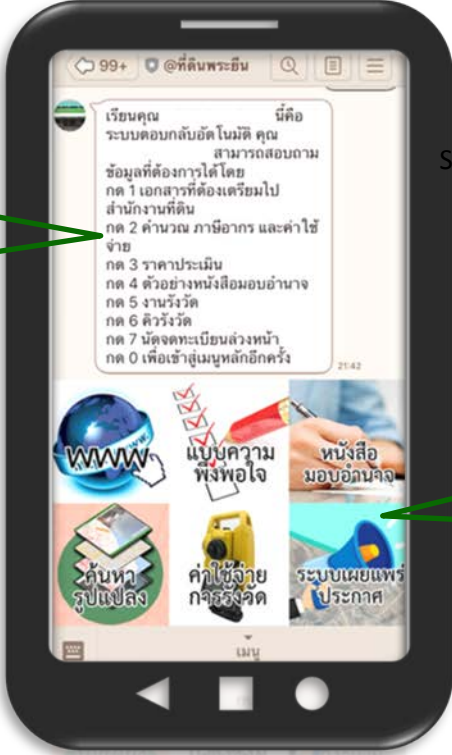 99+ @ที่ดินพระยืน
เรียนคุณ นี่คือ
ระบบตอบกลับอัตโนมัติ คุณ
สามารถสอบถาม
ข้อมูลที่ต้องการได้โดย
กด 1 เอกสารที่ต้องเตรียมไป
สำนักงานที่ดิน
กด 2 คำนวณ ภาษีอากร และค่าใช้
จ่าย
กด 3 ราคาประเมิน
กด 4 ตัวอย่างหนังสือมอบอำนาจ
กด 5 งานรังวัด
กด 6 คิวรังวัด
กด 7 นัดจดทะเบียนล่วงหน้า
กด 0 เพื่อเข้าสู่เมนูหลักอีกครั้ง
21:42
S
WWW.
แบบความ
พึงพอใจ
หนังสือ
มอบอำนาจ
ค้นหา
รูปแปลง
ค่าใช้จ่าย
การรังวัด
ระบบเผยแพร่
ประกาศ
เมนู